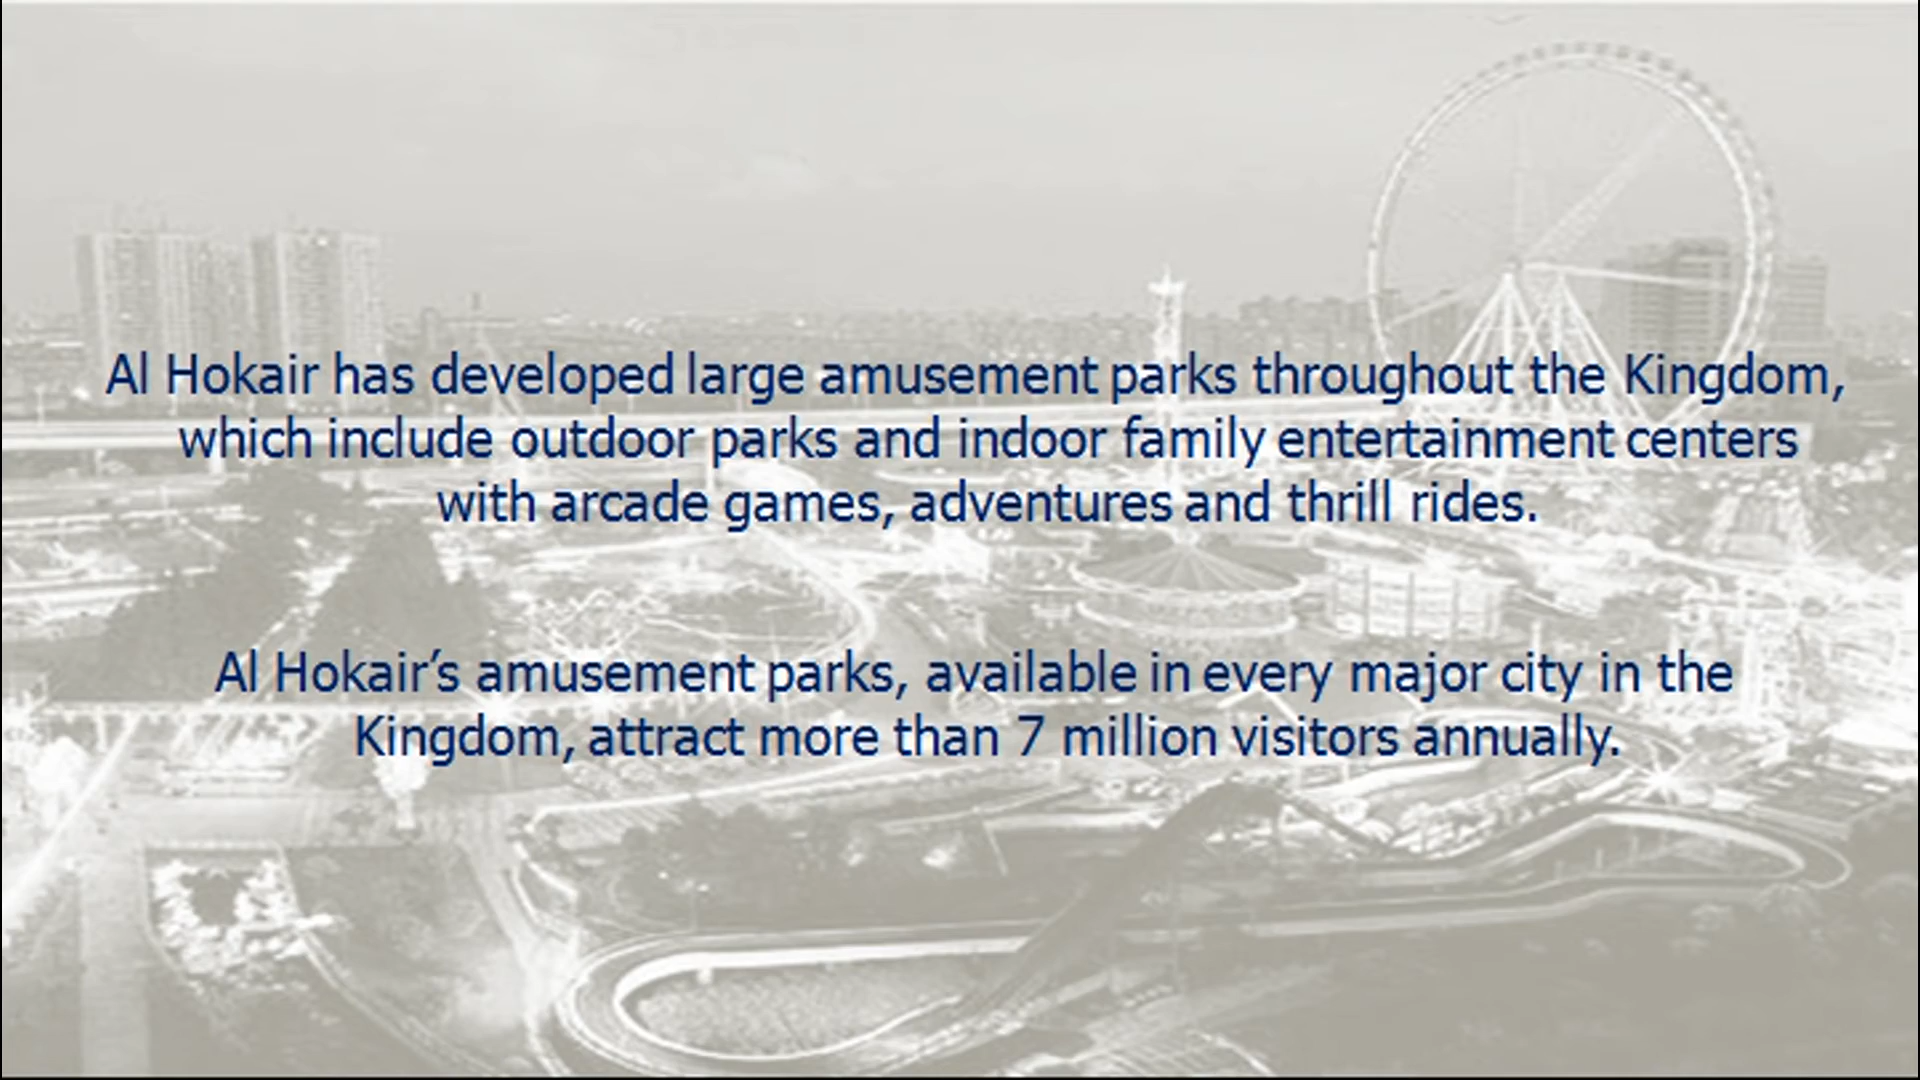 Al Hokair has developed large amusement parks throughout the Kingdom,
which include outdoor parks and indoor family entertainment centers
with arcade games, adventures and thrill rides.
Al Hokair’s amusement parks, available in every major city in the
Kingdom, attract more than 7 million visitors annually.